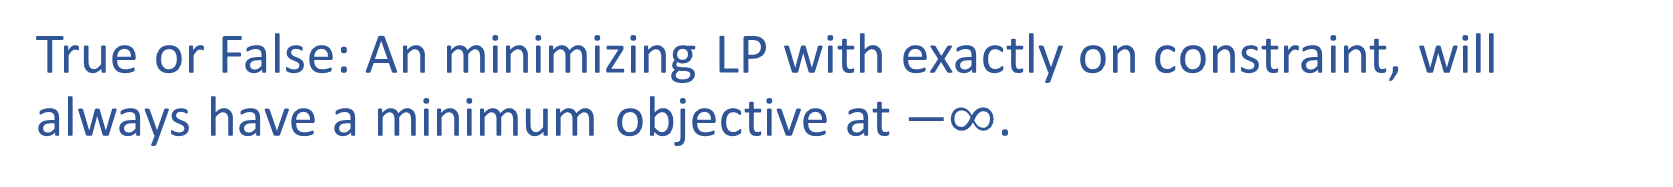 True or False: An minimizing LP with exactly on constraint, will
always have a minimum objective at −∞.